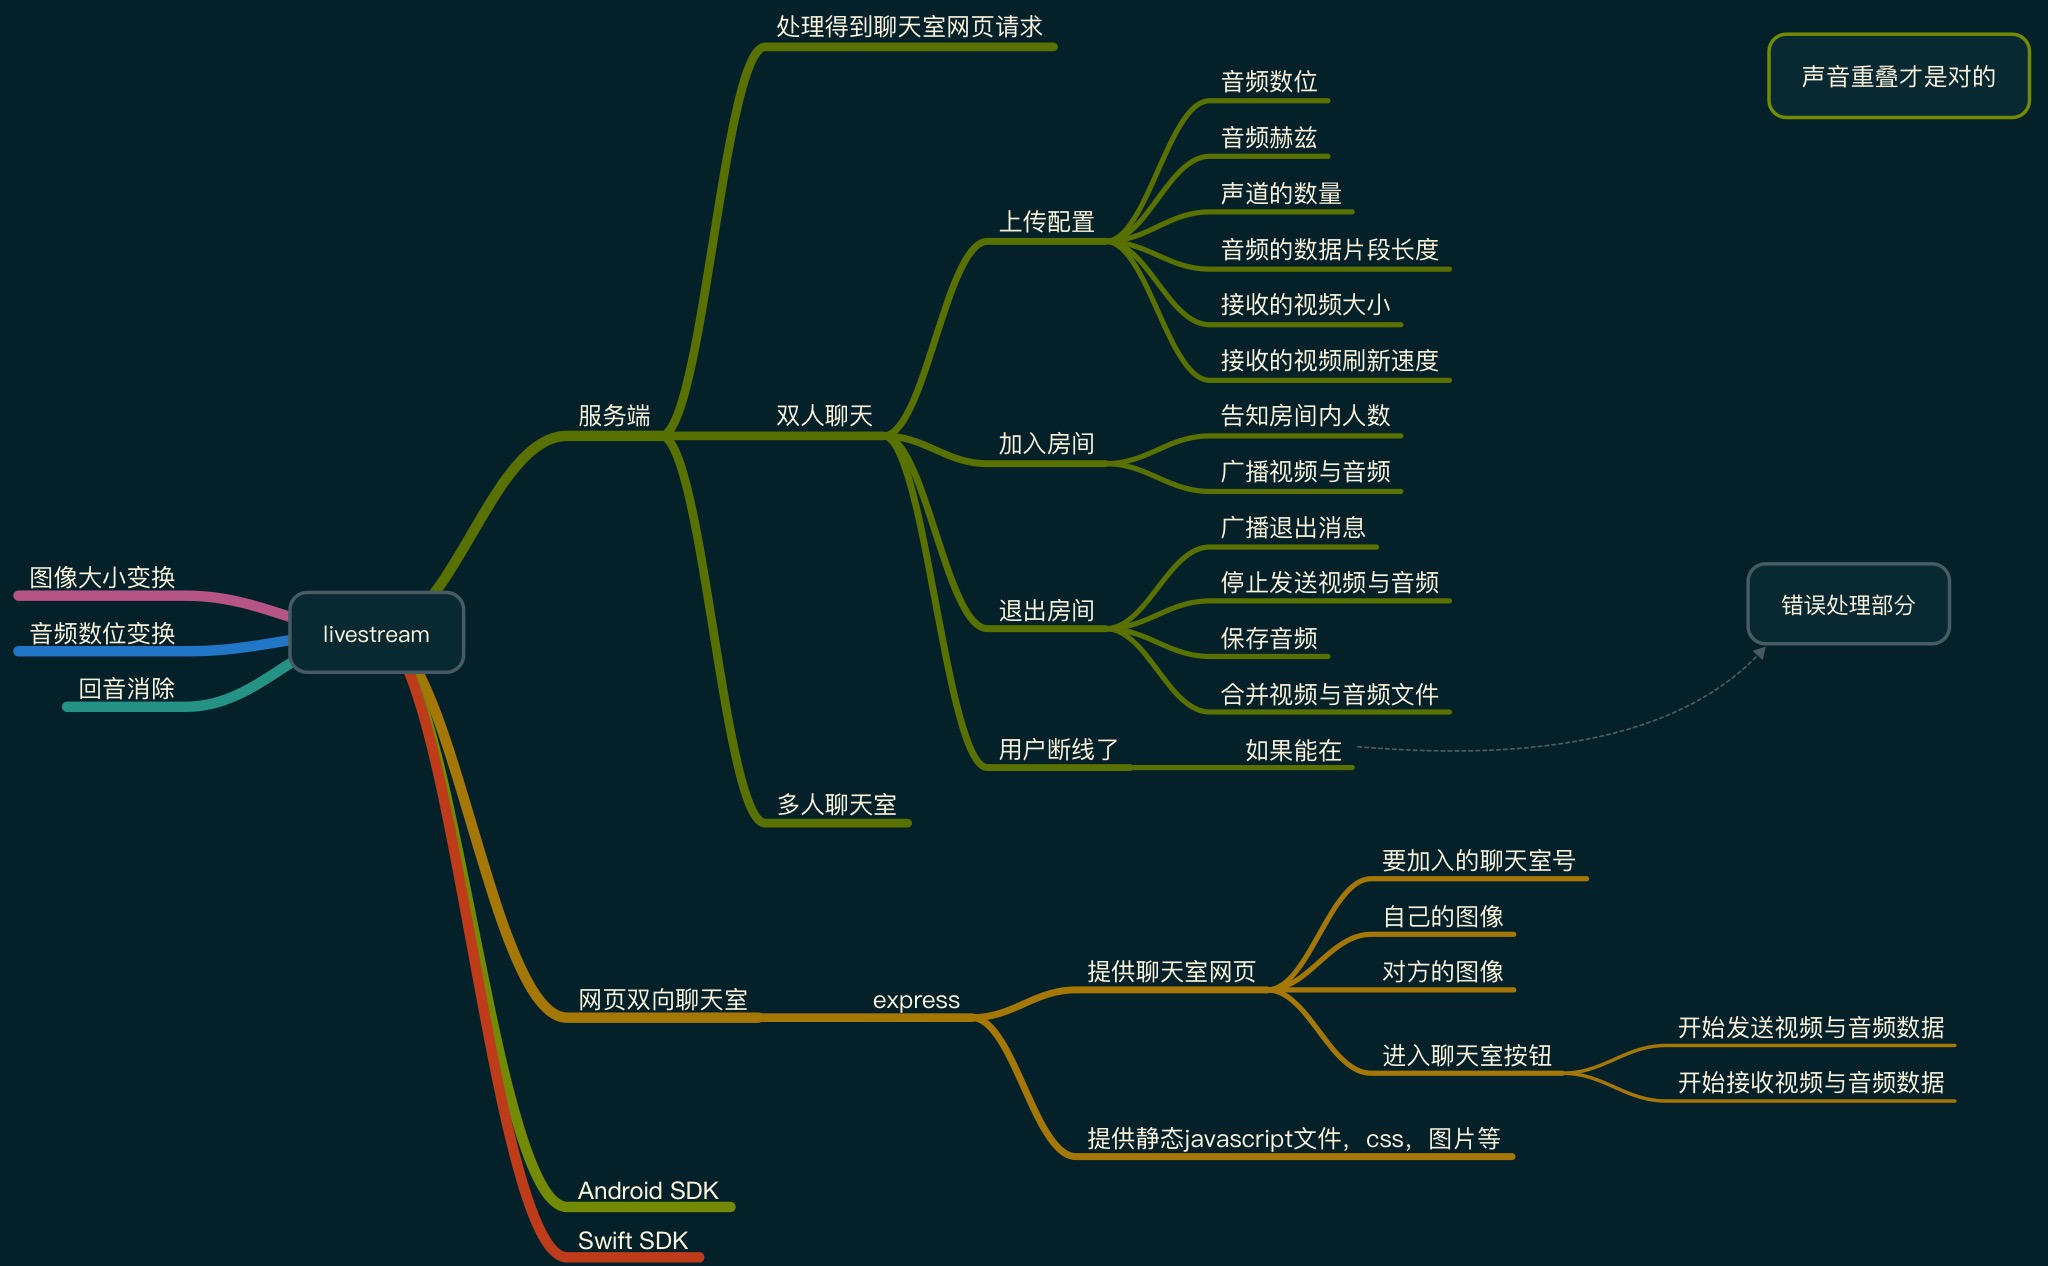 处理得到聊天室网页请求
声音重叠才是对的
音频数位
音频赫兹
声道的数量
上传配置
音频的数据片段长度
接收的视频大小
接收的视频刷新速度
服务端
双人聊天
告知房间内人数
加入房间
广播视频与音频
广播退出消息
图像大小变换
停止发送视频与音频
错误处理部分
退出房间
livestream
音频数位变换
保存音频
回音消除
合并视频与音频文件
用户断线了
如果能在
多人聊天室
要加入的聊天室号
自己的图像
提供聊天室网页
对方的图像
网页双向聊天室
express
开始发送视频与音频数据
进入聊天室按钮
开始接收视频与音频数据
提供静态javascript文件，css，图片等
Android SDK
Swift SDK